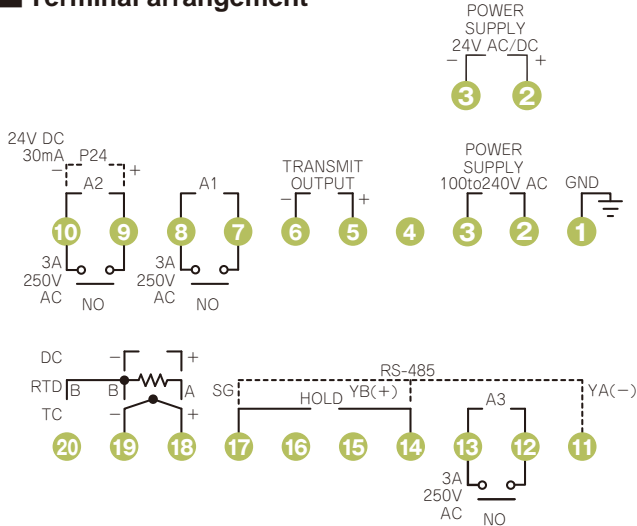 Terminal arrangement
POWER
SUPPLY
24V AC/DC
− +
3 2
24V DC
30mA P24
− +
A2 A1
TRANSMIT
OUTPUT
− +
POWER
SUPPLY
100to240V AC
GND
10 9 8 7 6 5 4 3 2 1
3A
250V
AC
NO
3A
250V
AC
NO
DC − +
RTD B B A
TC − +
SG HOLD YB(+)
RS-485
A3
YA(−)
20 19 18 17 16 15 14 13 12 11
3A
250V
AC
NO